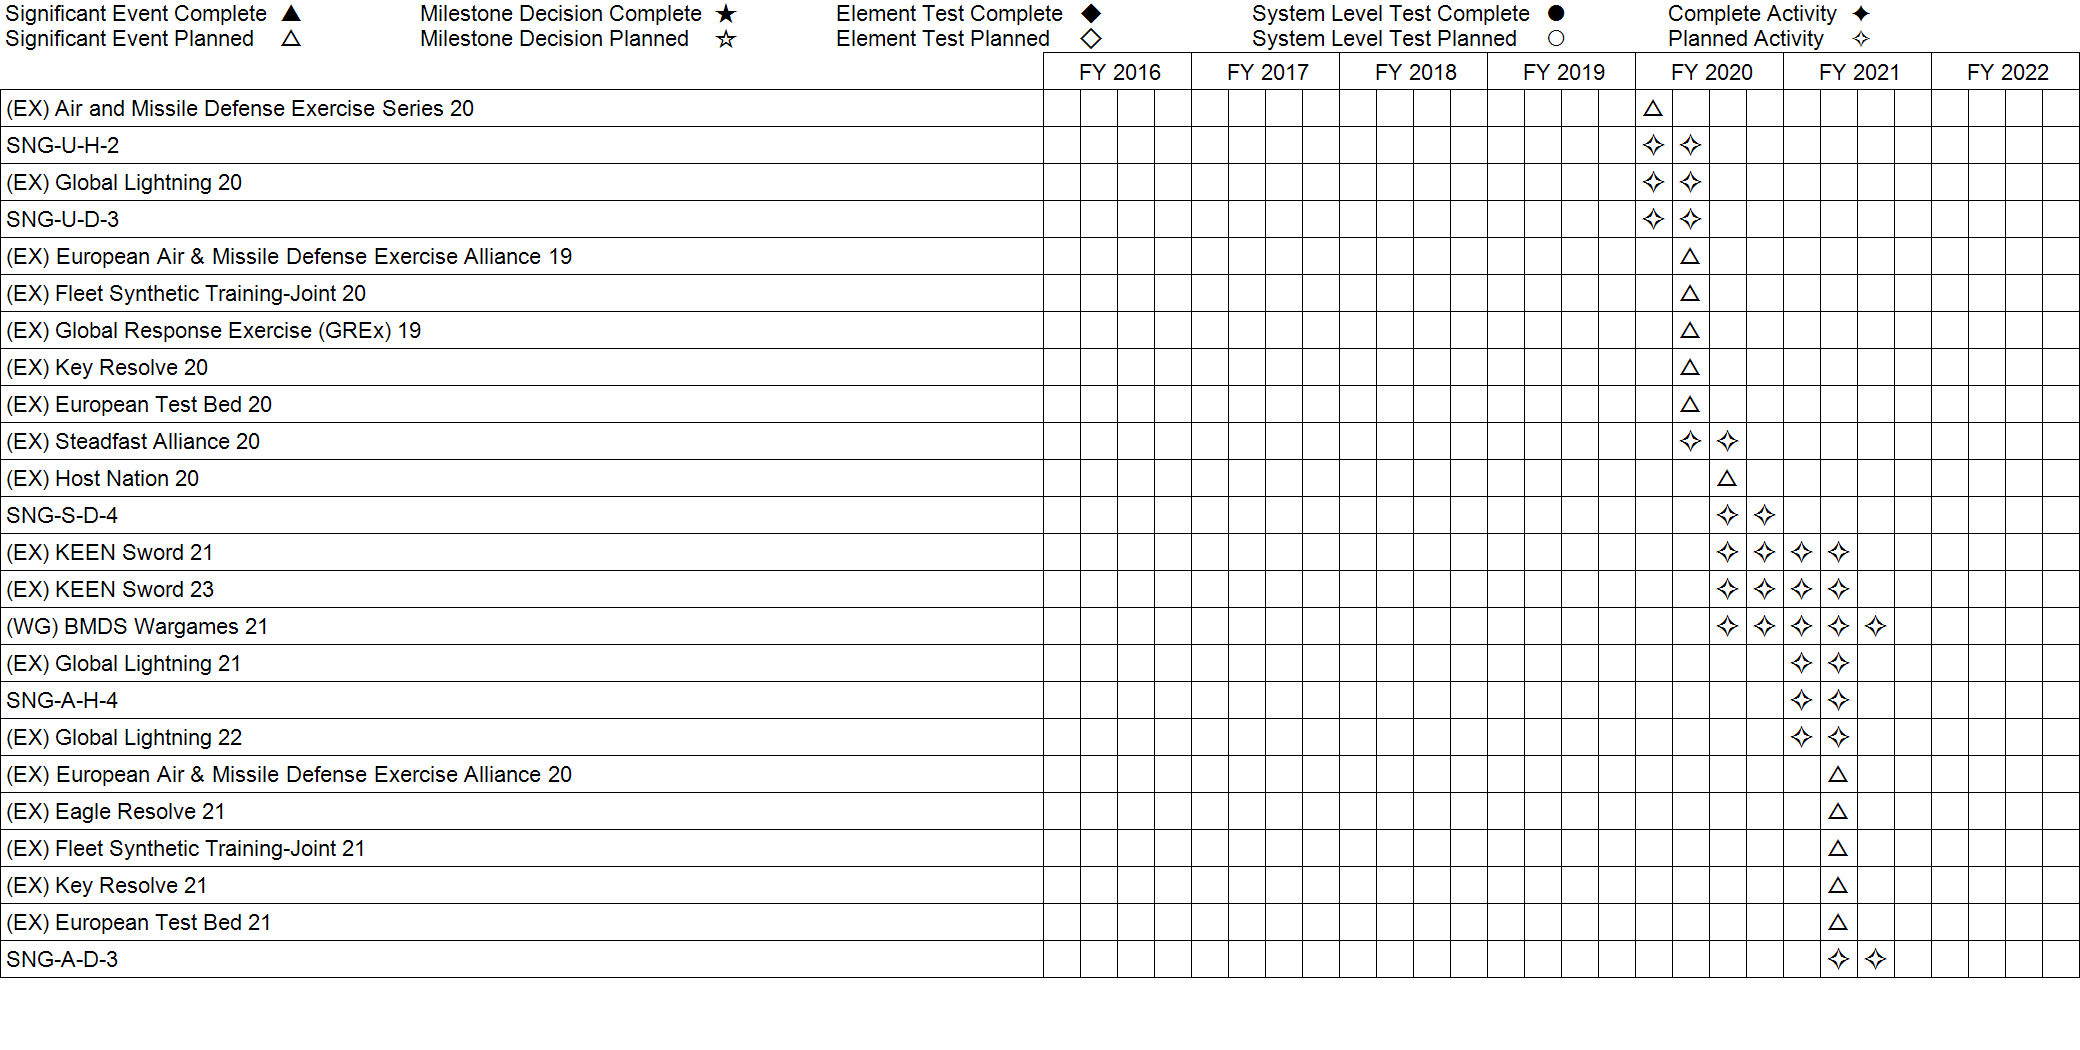 Significant Event Complete ▲ Milestone Decision Complete ★ Element Test Complete ◆ System Level Test Complete ● Complete Activity ✦
Significant Event Planned △ Milestone Decision Planned ☆ Element Test Planned ◇ System Level Test Planned ○ Planned Activity ✧
FY 2016 FY 2017 FY 2018 FY 2019 FY 2020 FY 2021 FY 2022
(EX) Air and Missile Defense Exercise Series 20 △
SNG-U-H-2 ✧ ✧
(EX) Global Lightning 20 ✧ ✧
SNG-U-D-3 ✧ ✧
(EX) European Air & Missile Defense Exercise Alliance 19 △
(EX) Fleet Synthetic Training-Joint 20 △
(EX) Global Response Exercise (GREx) 19 △
(EX) Key Resolve 20 △
(EX) European Test Bed 20 △
(EX) Steadfast Alliance 20 ✧ ✧
(EX) Host Nation 20 △
SNG-S-D-4 ✧ ✧
(EX) KEEN Sword 21 ✧ ✧ ✧ ✧
(EX) KEEN Sword 23 ✧ ✧ ✧ ✧
(WG) BMDS Wargames 21 ✧ ✧ ✧ ✧ ✧
(EX) Global Lightning 21 ✧ ✧
SNG-A-H-4 ✧ ✧
(EX) Global Lightning 22 ✧ ✧
(EX) European Air & Missile Defense Exercise Alliance 20 △
(EX) Eagle Resolve 21 △
(EX) Fleet Synthetic Training-Joint 21 △
(EX) Key Resolve 21 △
(EX) European Test Bed 21 △
SNG-A-D-3 ✧ ✧